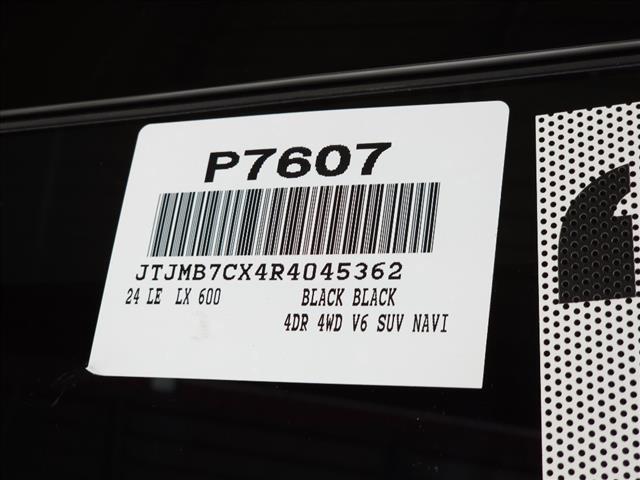 P7607
JTJMB7CX4R4045362
24 LE LX 600 BLACK BLACK
4DR 4WD V6 SUV NAVI